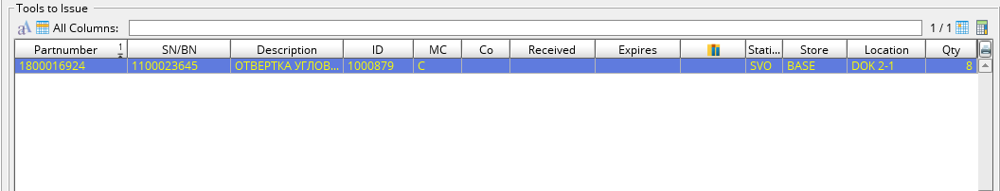 Tools to Issue
aA All Columns: 1 / 1
Partnumber 1 SN/BN Description ID MC Co Received Expires Stati... Store Location Qty
1800016924 1100023645 ОТВЕРТКА УГЛОВ... 1000879 C SVO BASE DOK 2-1 8